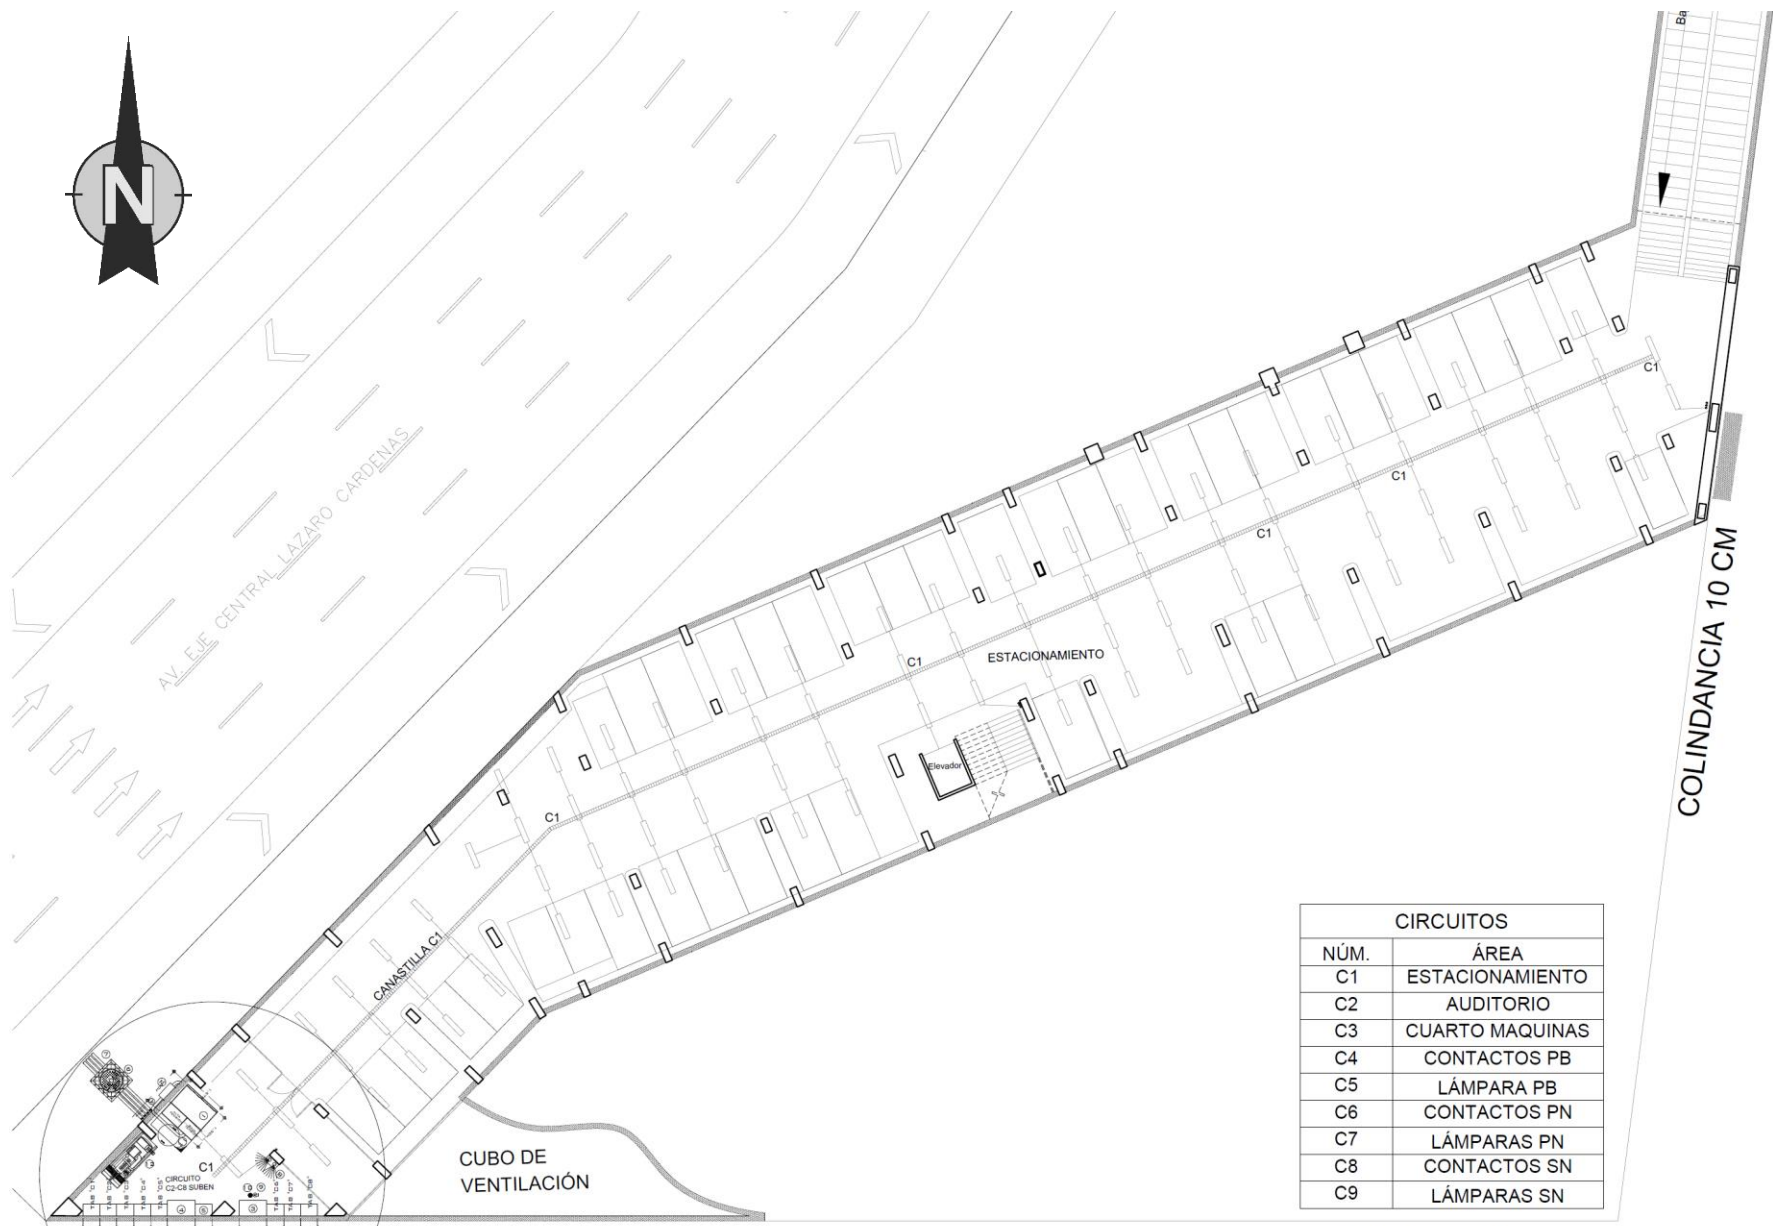 Ba
N
AV. EJE CENTRAL LAZARO CARDENAS
C1
C1
C1
ESTACIONAMIENTO
C1
Elevador
C1
COLINDANCIA 10 CM
CANASTILLA C1
C1
CIRCUITO
C2-C8 SUBEN
CUBO DE
VENTILACIÓN
CIRCUITOS
NÚM. ÁREA
C1 ESTACIONAMIENTO
C2 AUDITORIO
C3 CUARTO MAQUINAS
C4 CONTACTOS PB
C5 LÁMPARA PB
C6 CONTACTOS PN
C7 LÁMPARAS PN
C8 CONTACTOS SN
C9 LÁMPARAS SN